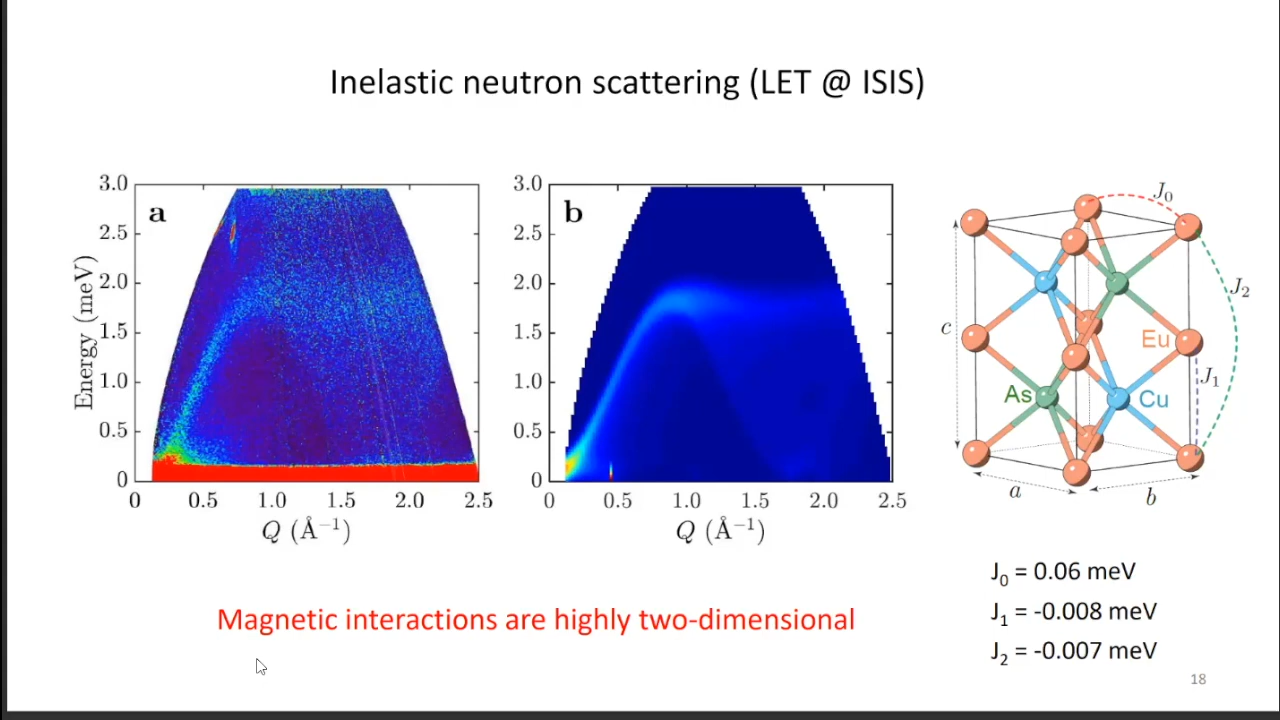 Inelastic neutron scattering (LET @ ISIS)
a
3.0
2.5
2.0
1.5
1.0
0.5
0
Energy (meV)
0 0.5 1.0 1.5 2.0 2.5
Q (Å⁻¹)
b
3.0
2.5
2.0
1.5
1.0
0.5
0
0 0.5 1.0 1.5 2.0 2.5
Q (Å⁻¹)
J₀
J₂
c
Eu
J₁
As
Cu
a
b
J₀ = 0.06 meV
J₁ = -0.008 meV
J₂ = -0.007 meV
Magnetic interactions are highly two-dimensional
18